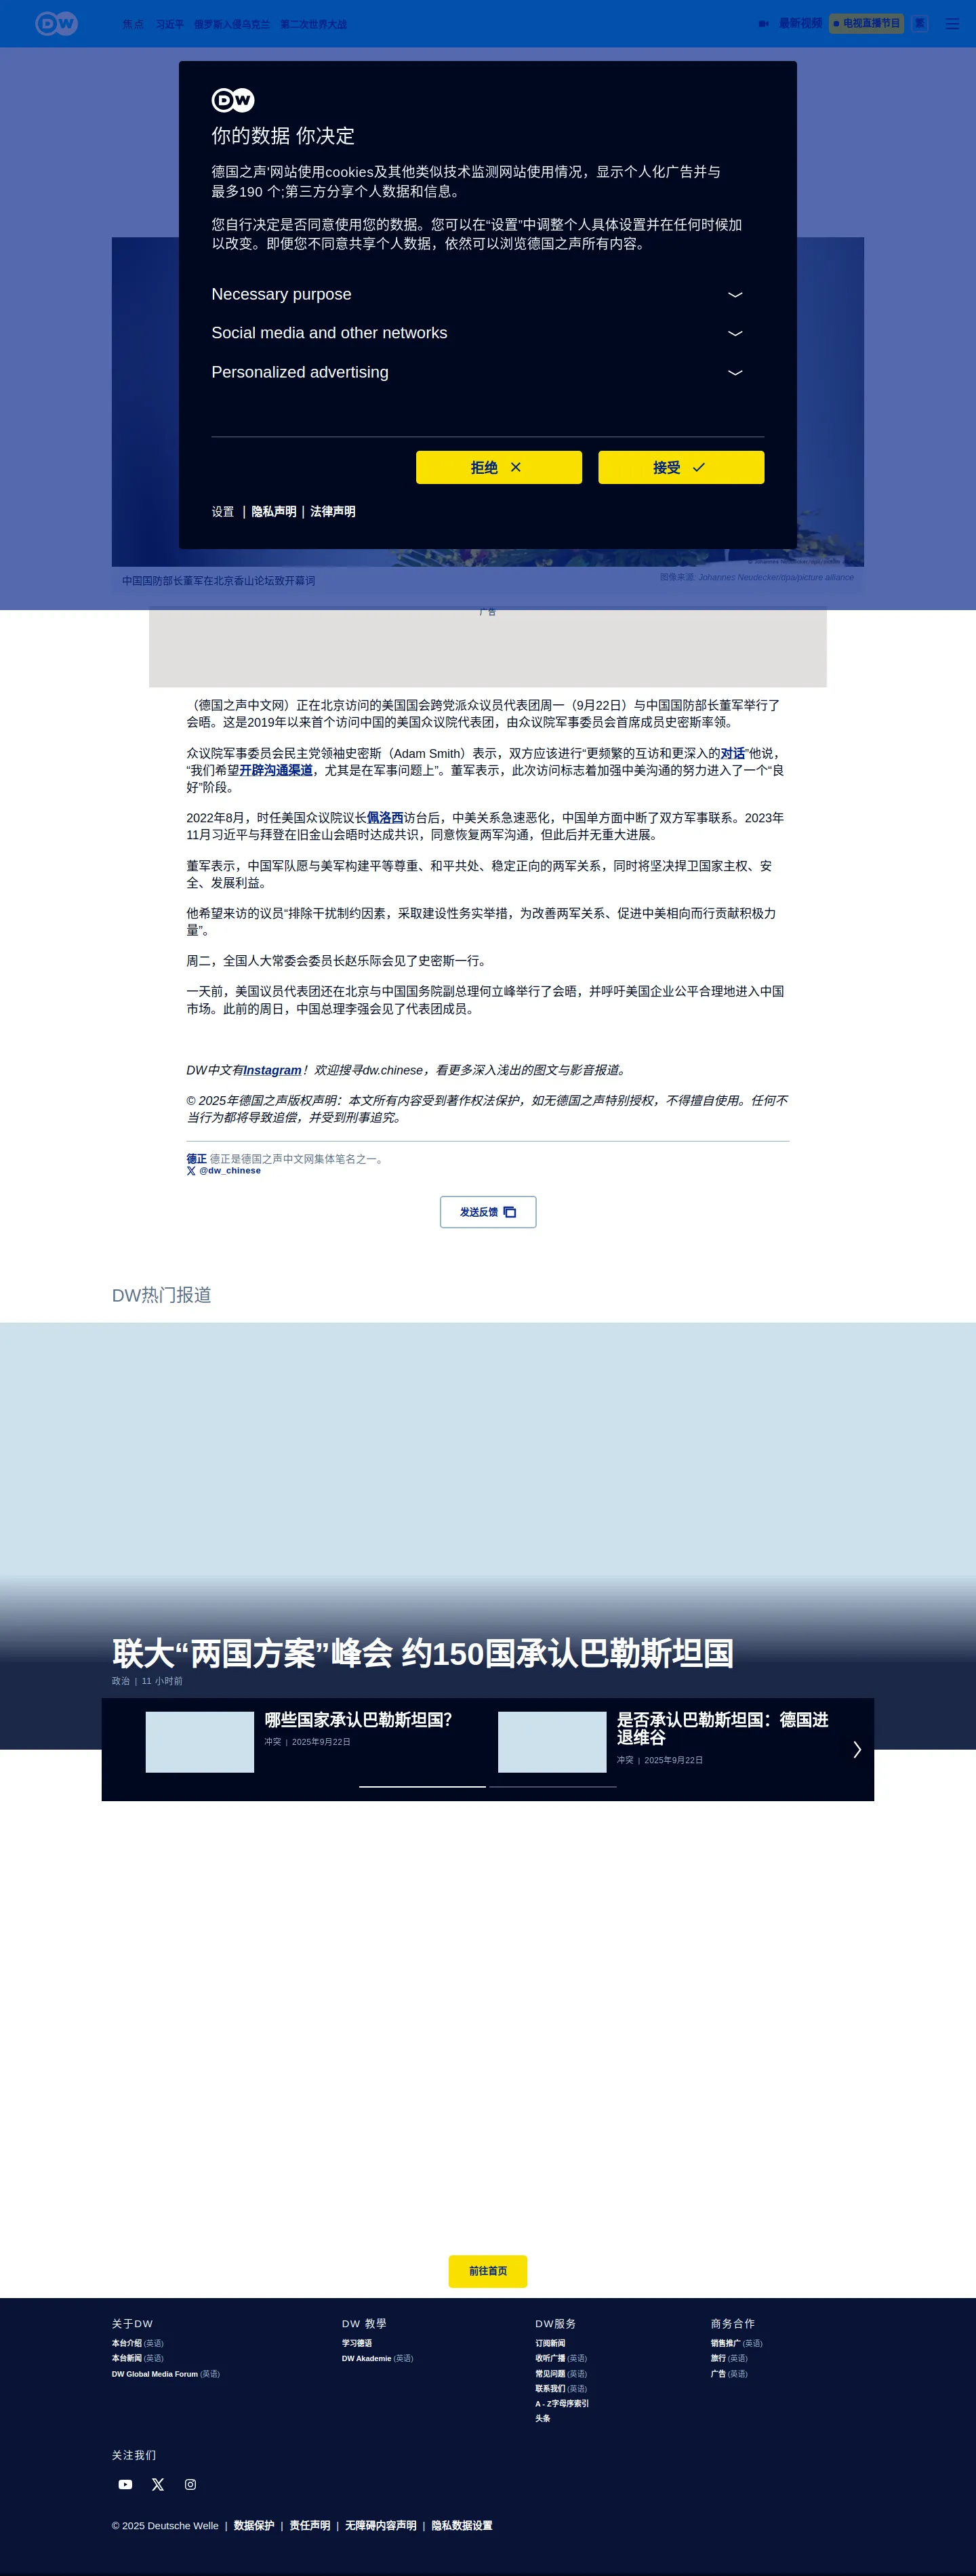 DW
焦点 习近平 俄罗斯入侵乌克兰 第二次世界大战
最新视频 电视直播节目 繁
DW
你的数据 你决定
德国之声'网站使用cookies及其他类似技术监测网站使用情况，显示个人化广告并与
最多190 个;第三方分享个人数据和信息。
您自行决定是否同意使用您的数据。您可以在“设置”中调整个人具体设置并在任何时候加
以改变。即便您不同意共享个人数据，依然可以浏览德国之声所有内容。
Necessary purpose
Social media and other networks
Personalized advertising
拒绝 接受
设置 | 隐私声明 | 法律声明
中国国防部长董军在北京香山论坛致开幕词
图像来源: Johannes Neudecker/dpa/picture alliance
广告
（德国之声中文网）正在北京访问的美国国会跨党派众议员代表团周一（9月22日）与中国国防部长董军举行了
会晤。这是2019年以来首个访问中国的美国众议院代表团，由众议院军事委员会首席成员史密斯率领。
众议院军事委员会民主党领袖史密斯（Adam Smith）表示，双方应该进行“更频繁的互访和更深入的对话”他说，
“我们希望开辟沟通渠道，尤其是在军事问题上”。董军表示，此次访问标志着加强中美沟通的努力进入了一个“良
好”阶段。
2022年8月，时任美国众议院议长佩洛西访台后，中美关系急速恶化，中国单方面中断了双方军事联系。2023年
11月习近平与拜登在旧金山会晤时达成共识，同意恢复两军沟通，但此后并无重大进展。
董军表示，中国军队愿与美军构建平等尊重、和平共处、稳定正向的两军关系，同时将坚决捍卫国家主权、安
全、发展利益。
他希望来访的议员“排除干扰制约因素，采取建设性务实举措，为改善两军关系、促进中美相向而行贡献积极力
量”。
周二，全国人大常委会委员长赵乐际会见了史密斯一行。
一天前，美国议员代表团还在北京与中国国务院副总理何立峰举行了会晤，并呼吁美国企业公平合理地进入中国
市场。此前的周日，中国总理李强会见了代表团成员。
DW中文有Instagram！欢迎搜寻dw.chinese，看更多深入浅出的图文与影音报道。
© 2025年德国之声版权声明：本文所有内容受到著作权法保护，如无德国之声特别授权，不得擅自使用。任何不
当行为都将导致追偿，并受到刑事追究。
德正 德正是德国之声中文网集体笔名之一。
@dw_chinese
发送反馈
DW热门报道
联大“两国方案”峰会 约150国承认巴勒斯坦国
政治 | 11 小时前
哪些国家承认巴勒斯坦国？
冲突 | 2025年9月22日
是否承认巴勒斯坦国：德国进
退维谷
冲突 | 2025年9月22日
前往首页
关于DW
本台介绍 (英语)
本台新闻 (英语)
DW Global Media Forum (英语)
DW 教學
学习德语
DW Akademie (英语)
DW服务
订阅新闻
收听广播 (英语)
常见问题 (英语)
联系我们 (英语)
A - Z字母序索引
头条
商务合作
销售推广 (英语)
旅行 (英语)
广告 (英语)
关注我们
© 2025 Deutsche Welle | 数据保护 | 责任声明 | 无障碍内容声明 | 隐私数据设置